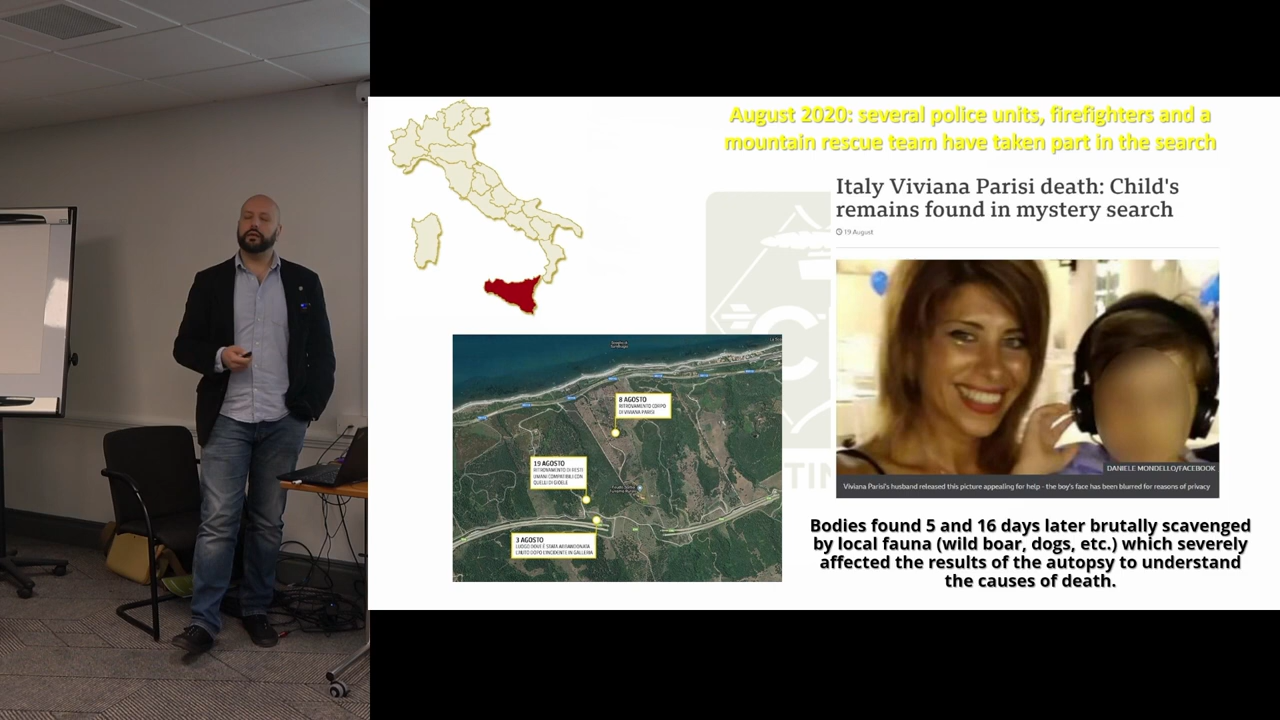 August 2020: several police units, firefighters and a
mountain rescue team have taken part in the search
Italy Viviana Parisi death: Child's
remains found in mystery search
19 August
DANIELE MONDELLO/FACEBOOK
Viviana Parisi's husband released this picture appealing for help - the boy's face has been blurred for reasons of privacy
8 AGOSTO
RITROVAMENTO CORPO
DI VIVIANA PARISI
19 AGOSTO
RITROVAMENTO DI RESTI
UMANI COMPATIBILI CON
QUELLI DI GIOELE
3 AGOSTO
LUOGO DOVE È STATA ABBANDONATA
L'AUTO DOPO L'INCIDENTE IN GALLERIA
Bodies found 5 and 16 days later brutally scavenged
by local fauna (wild boar, dogs, etc.) which severely
affected the results of the autopsy to understand
the causes of death.